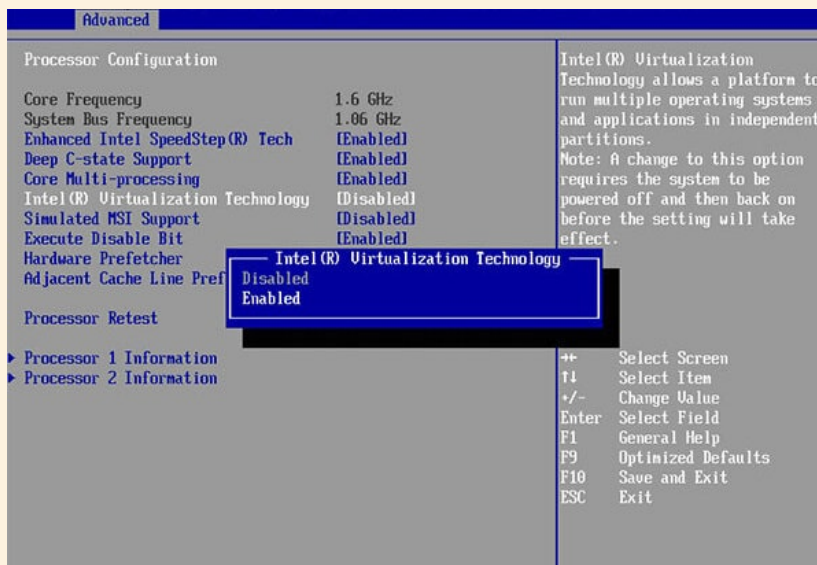 Advanced
Processor Configuration
Core Frequency 1.6 GHz
System Bus Frequency 1.06 GHz
Enhanced Intel SpeedStep(R) Tech [Enabled]
Deep C-state Support [Enabled]
Core Multi-processing [Enabled]
Intel(R) Virtualization Technology [Disabled]
Simulated MSI Support [Disabled]
Execute Disable Bit [Enabled]
Hardware Prefetcher
Adjacent Cache Line Pref
Processor Retest
Processor 1 Information
Processor 2 Information
Intel(R) Virtualization Technology
Disabled
Enabled
Intel(R) Virtualization
Technology allows a platform to
run multiple operating systems
and applications in independent
partitions.
Note: A change to this option
requires the system to be
powered off and then back on
before the setting will take
effect.
Select Screen
↑↓ Select Item
+/- Change Value
Enter Select Field
F1 General Help
F9 Optimized Defaults
F10 Save and Exit
ESC Exit